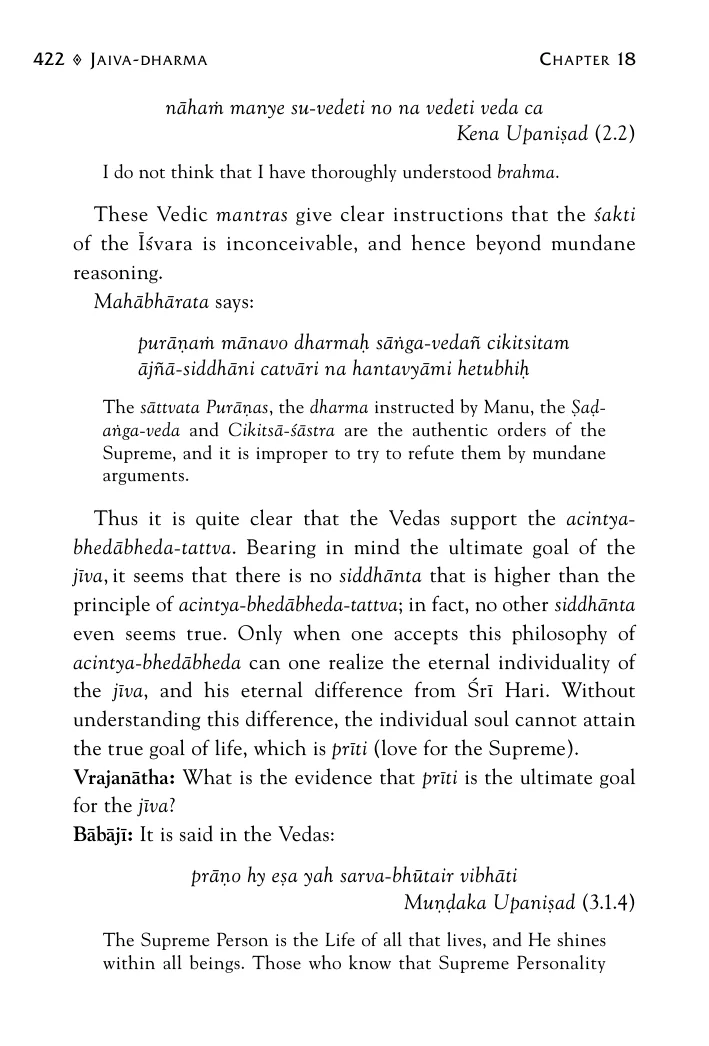 422 ◊ JAIVA-DHARMA CHAPTER 18
nāhaṁ manye su-vedeti no na vedeti veda ca
Kena Upaniṣad (2.2)
I do not think that I have thoroughly understood brahma.
These Vedic mantras give clear instructions that the śakti
of the Īśvara is inconceivable, and hence beyond mundane
reasoning.
Mahābhārata says:
purāṇaṁ mānavo dharmaḥ sāṅga-vedañ cikitsitam
ājñā-siddhāni catvāri na hantavyāmi hetubhiḥ
The sāttvata Purāṇas, the dharma instructed by Manu, the Ṣaḍ-
aṅga-veda and Cikitsā-śāstra are the authentic orders of the
Supreme, and it is improper to try to refute them by mundane
arguments.
Thus it is quite clear that the Vedas support the acintya-
bhedābheda-tattva. Bearing in mind the ultimate goal of the
jīva, it seems that there is no siddhānta that is higher than the
principle of acintya-bhedābheda-tattva; in fact, no other siddhānta
even seems true. Only when one accepts this philosophy of
acintya-bhedābheda can one realize the eternal individuality of
the jīva, and his eternal difference from Śrī Hari. Without
understanding this difference, the individual soul cannot attain
the true goal of life, which is prīti (love for the Supreme).
Vrajanātha: What is the evidence that prīti is the ultimate goal
for the jīva?
Bābājī: It is said in the Vedas:
prāṇo hy eṣa yah sarva-bhūtair vibhāti
Muṇḍaka Upaniṣad (3.1.4)
The Supreme Person is the Life of all that lives, and He shines
within all beings. Those who know that Supreme Personality